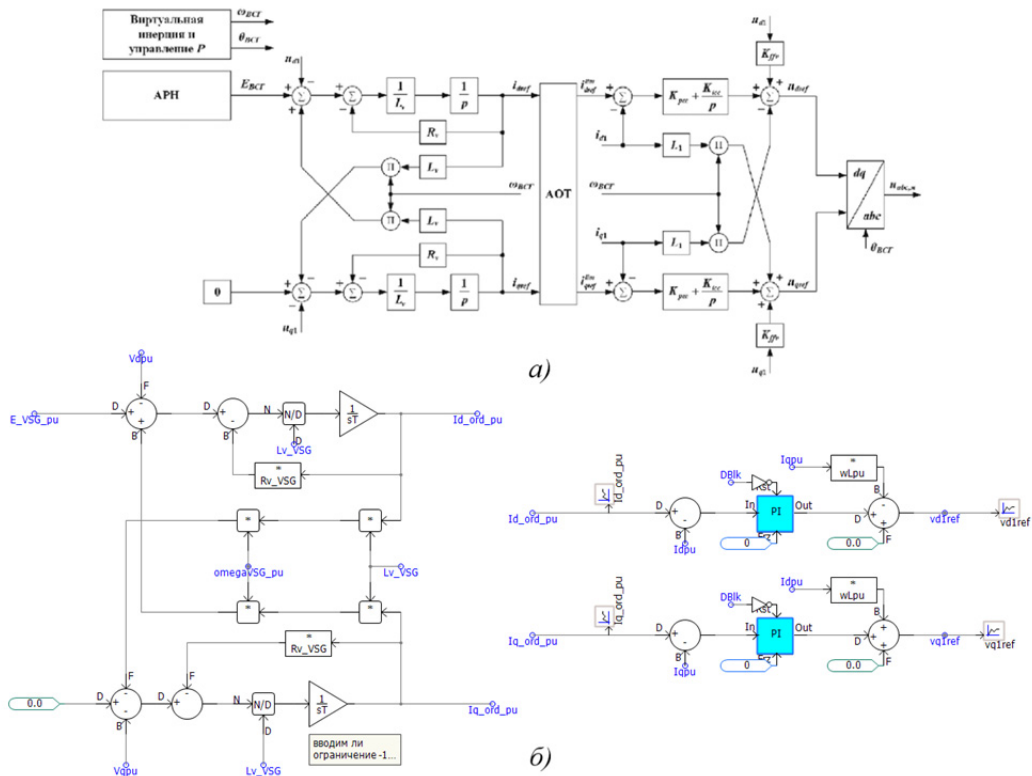 Виртуальная
инерция и
управление P
ω_ВСГ
θ_ВСГ
АРН
E_ВСГ
u_d1
u_q1
0
1
L_v
1
p
R_v
L_v
П
П
L_v
R_v
1
L_v
1
p
i_dref
ω_ВСГ
i_qref
АОТ
i_dref^lim
i_d1
ω_ВСГ
i_q1
i_qref^lim
K_pcc + K_icc
p
L_1
П
L_1
П
K_pcc + K_icc
p
u_d1
K_ffv
u_dref
u_qref
K_ffv
u_q1
dq
abc
u_abc,и
θ_ВСГ
а)
Vdpu
E_VSG_pu
D
F
B
D
B
N
N/D
D
Lv_VSG
1
sT
Id_ord_pu
*
Rv_VSG
*
*
omegaVSG_pu
Lv_VSG
*
*
*
Rv_VSG
0.0
D
F
B
D
F
N
N/D
D
1
sT
Iq_ord_pu
Vqpu
Lv_VSG
вводим ли
ограничение -1...
Id_ord_pu
Id_ord_pu
D
B
Idpu
DBlk
In
PI
Out
0
Iqpu
*
wLpu
B
D
F
0.0
vd1ref
vd1ref
Iq_ord_pu
Iq_ord_pu
D
B
Iqpu
DBlk
In
PI
Out
0
Idpu
*
wLpu
B
D
F
0.0
vq1ref
vq1ref
б)